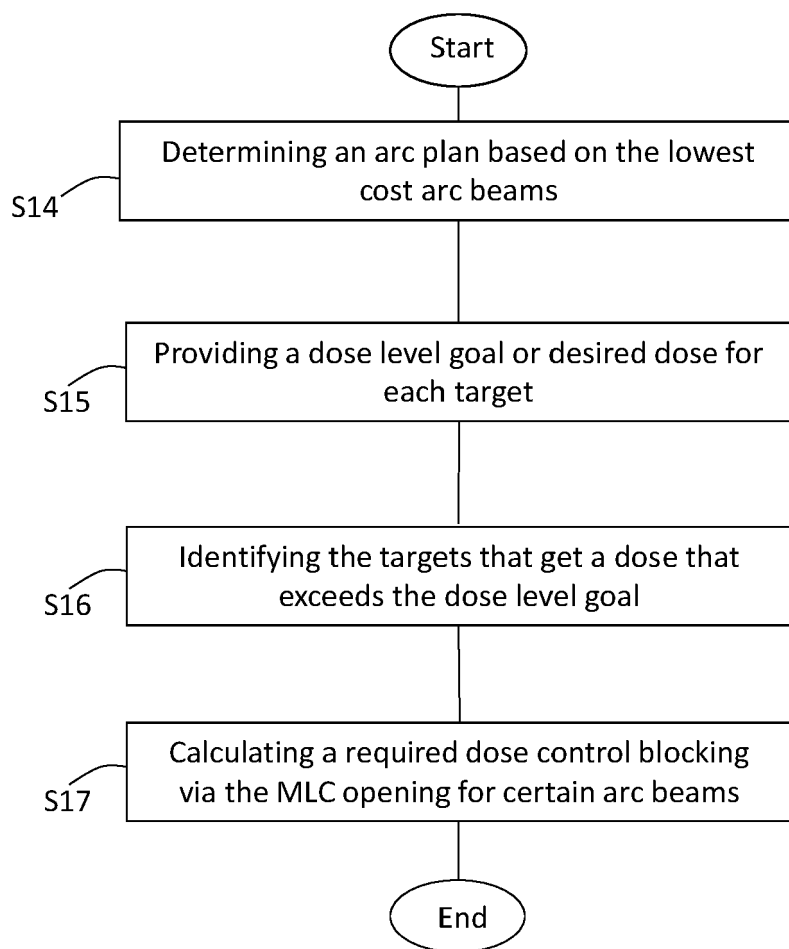 Start
Determining an arc plan based on the lowest
cost arc beams
S14
Providing a dose level goal or desired dose for
each target
S15
Identifying the targets that get a dose that
exceeds the dose level goal
S16
Calculating a required dose control blocking
via the MLC opening for certain arc beams
S17
End